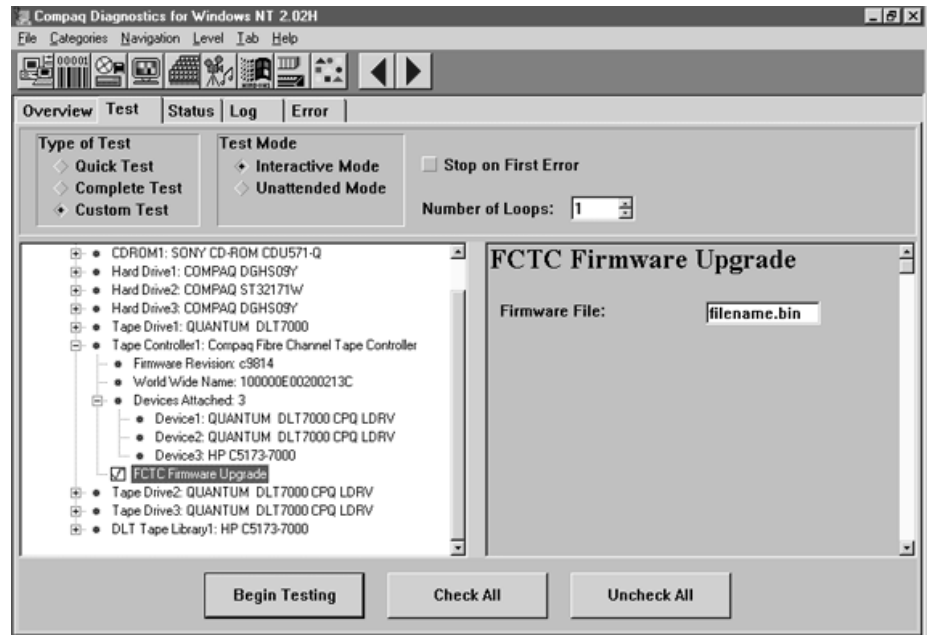 Compaq Diagnostics for Windows NT 2.02H
File Categories Navigation Level Tab Help
00001
Overview Test Status Log Error
Type of Test
Quick Test
Complete Test
Custom Test
Test Mode
Interactive Mode
Unattended Mode
Stop on First Error
Number of Loops: 1
CDROM1: SONY CD-ROM CDU571-Q
Hard Drive1: COMPAQ DGHS09Y
Hard Drive2: COMPAQ ST32171W
Hard Drive3: COMPAQ DGHS09Y
Tape Drive1: QUANTUM DLT7000
Tape Controller1: Compaq Fibre Channel Tape Controller
Firmware Revision: c9814
World Wide Name: 100000E00200213C
Devices Attached: 3
Device1: QUANTUM DLT7000 CPQ LDRV
Device2: QUANTUM DLT7000 CPQ LDRV
Device3: HP C5173-7000
FCTC Firmware Upgrade
Tape Drive2: QUANTUM DLT7000 CPQ LDRV
Tape Drive3: QUANTUM DLT7000 CPQ LDRV
DLT Tape Library1: HP C5173-7000
FCTC Firmware Upgrade
Firmware File: filename.bin
Begin Testing Check All Uncheck All